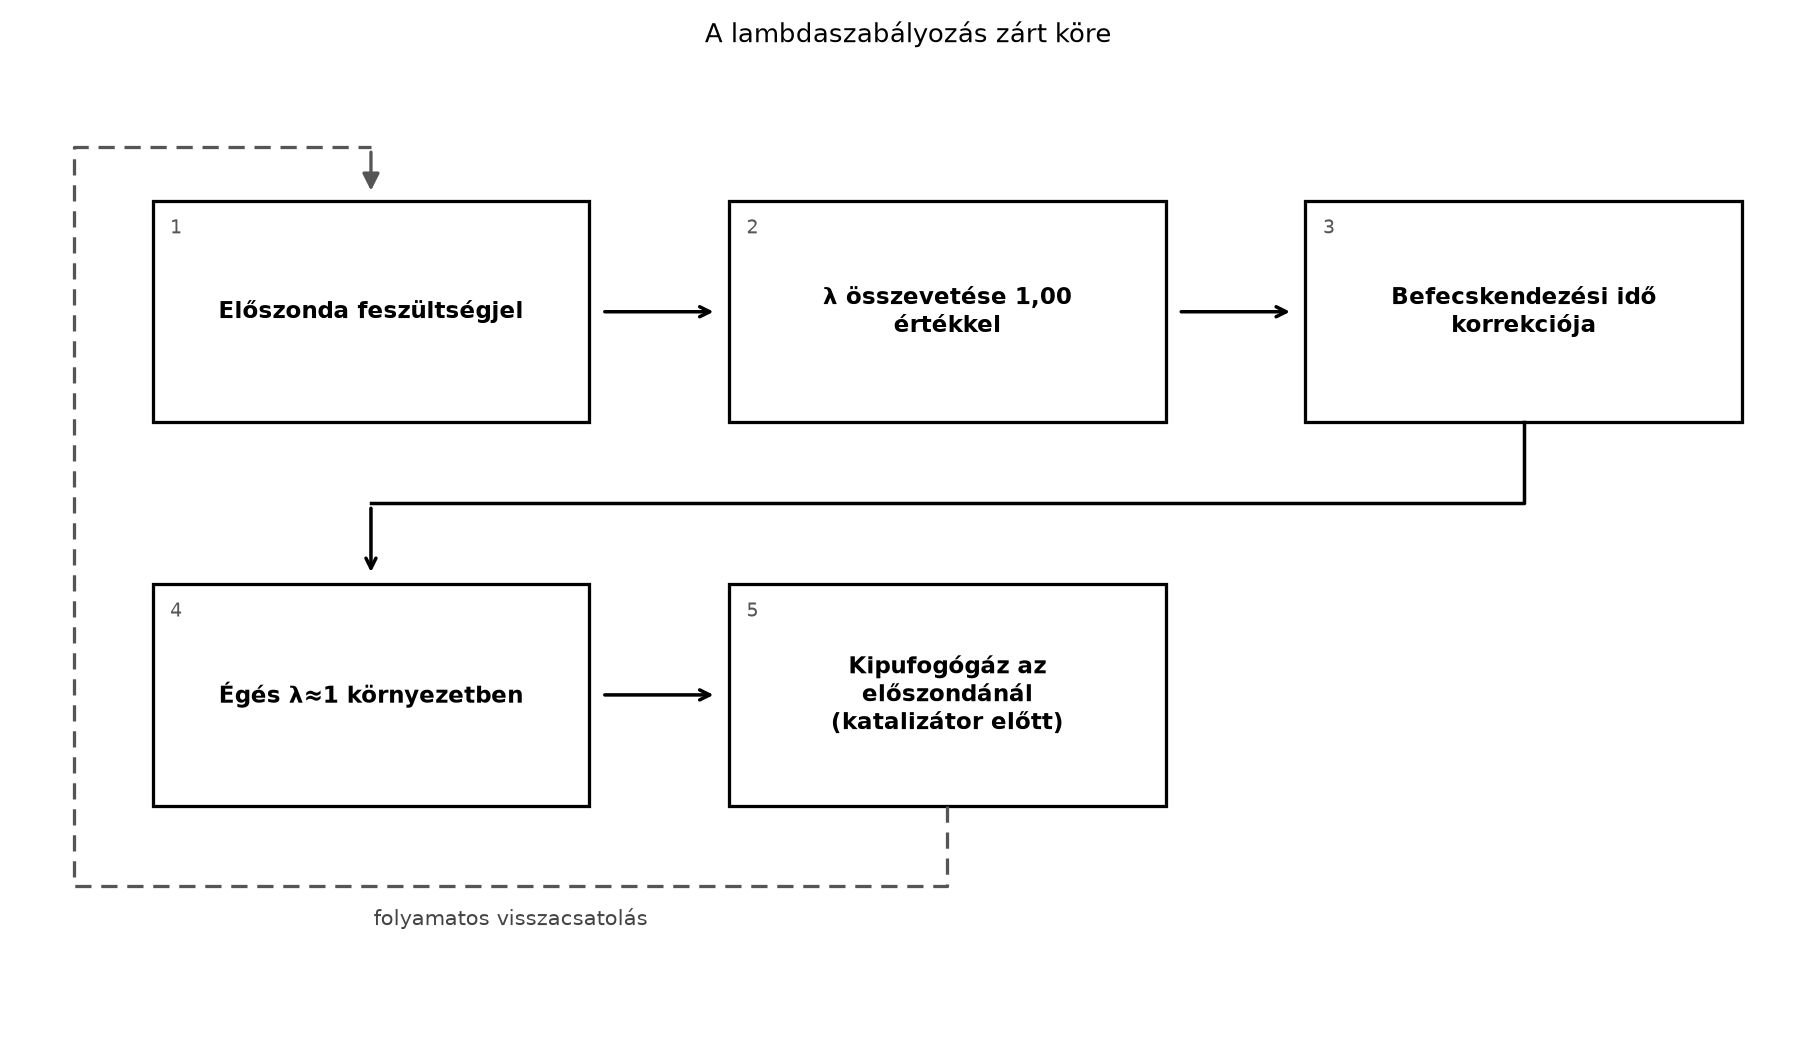 A lambdaszabályozás zárt köre
1
Előszonda feszültségjel
2
λ összevetése 1,00
értékkel
3
Befecskendezési idő
korrekciója
4
Égés λ≈1 környezetben
5
Kipufogógáz az
előszondánál
(katalizátor előtt)
folyamatos visszacsatolás